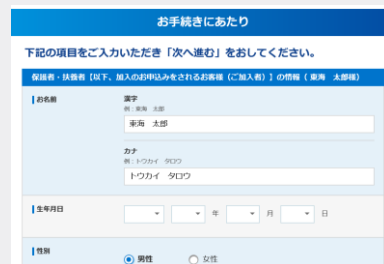 お手続きにあたり
下記の項目をご入力いただき「次へ進む」をおしてください。
保護者・扶養者【以下、加入のお申込みをされるお客様（ご加入者）】の情報（ 東海 太郎様）
お名前
漢字
例：東海 太郎
東海 太郎
カナ
例：トウカイ タロウ
トウカイ タロウ
生年月日
年 月 日
性別
男性 女性